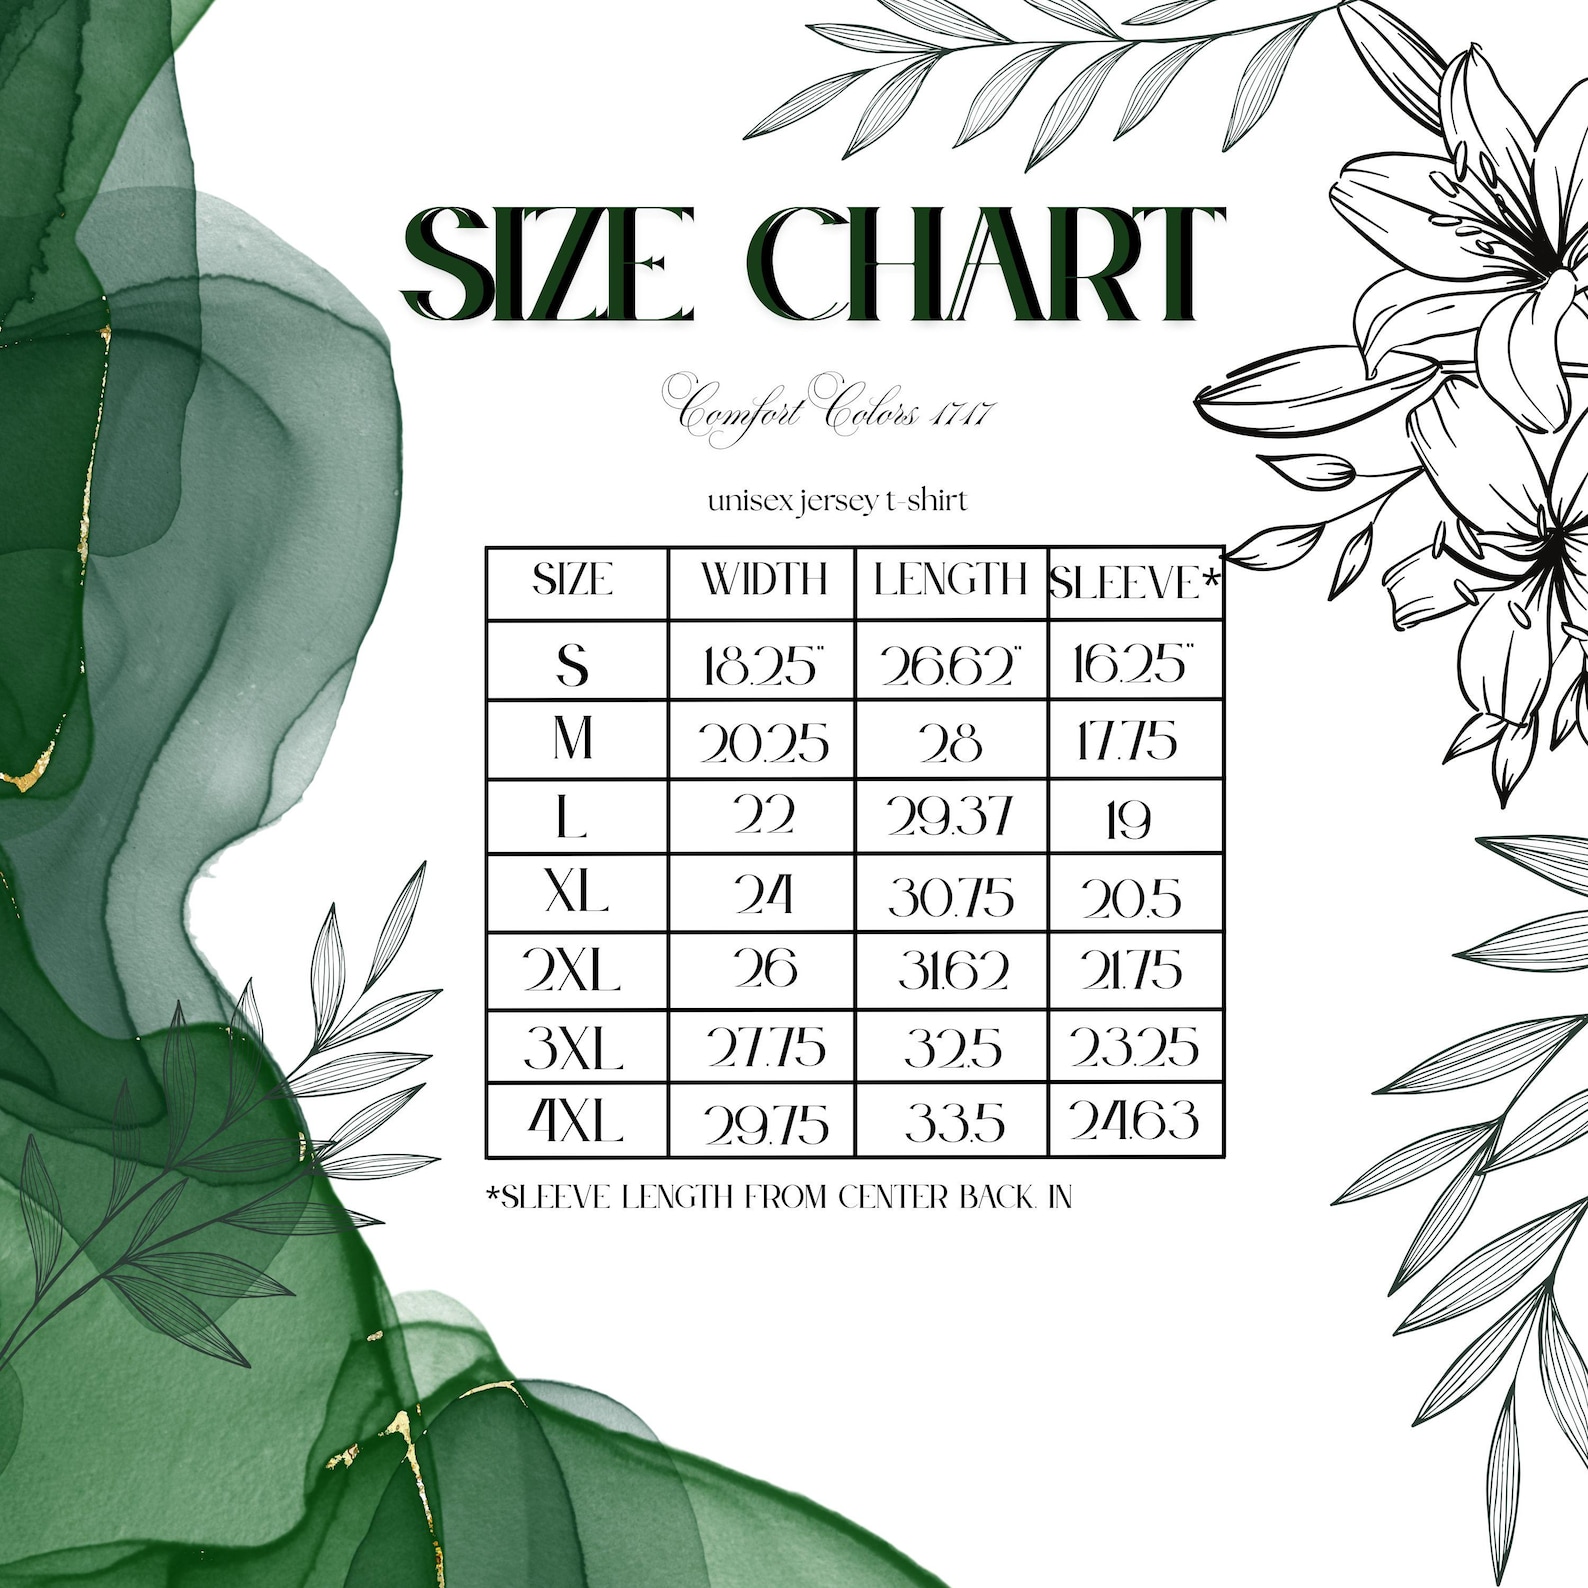 SIZE CHART
Comfort Colors 1717
unisex jersey t-shirt
SIZE WIDTH LENGTH SLEEVE*
S 18.25" 26.62" 16.25"
M 20.25 28 17.75
L 22 29.37 19
XL 24 30.75 20.5
2XL 26 31.62 21.75
3XL 27.75 32.5 23.25
4XL 29.75 33.5 24.63
*SLEEVE LENGTH FROM CENTER BACK, IN